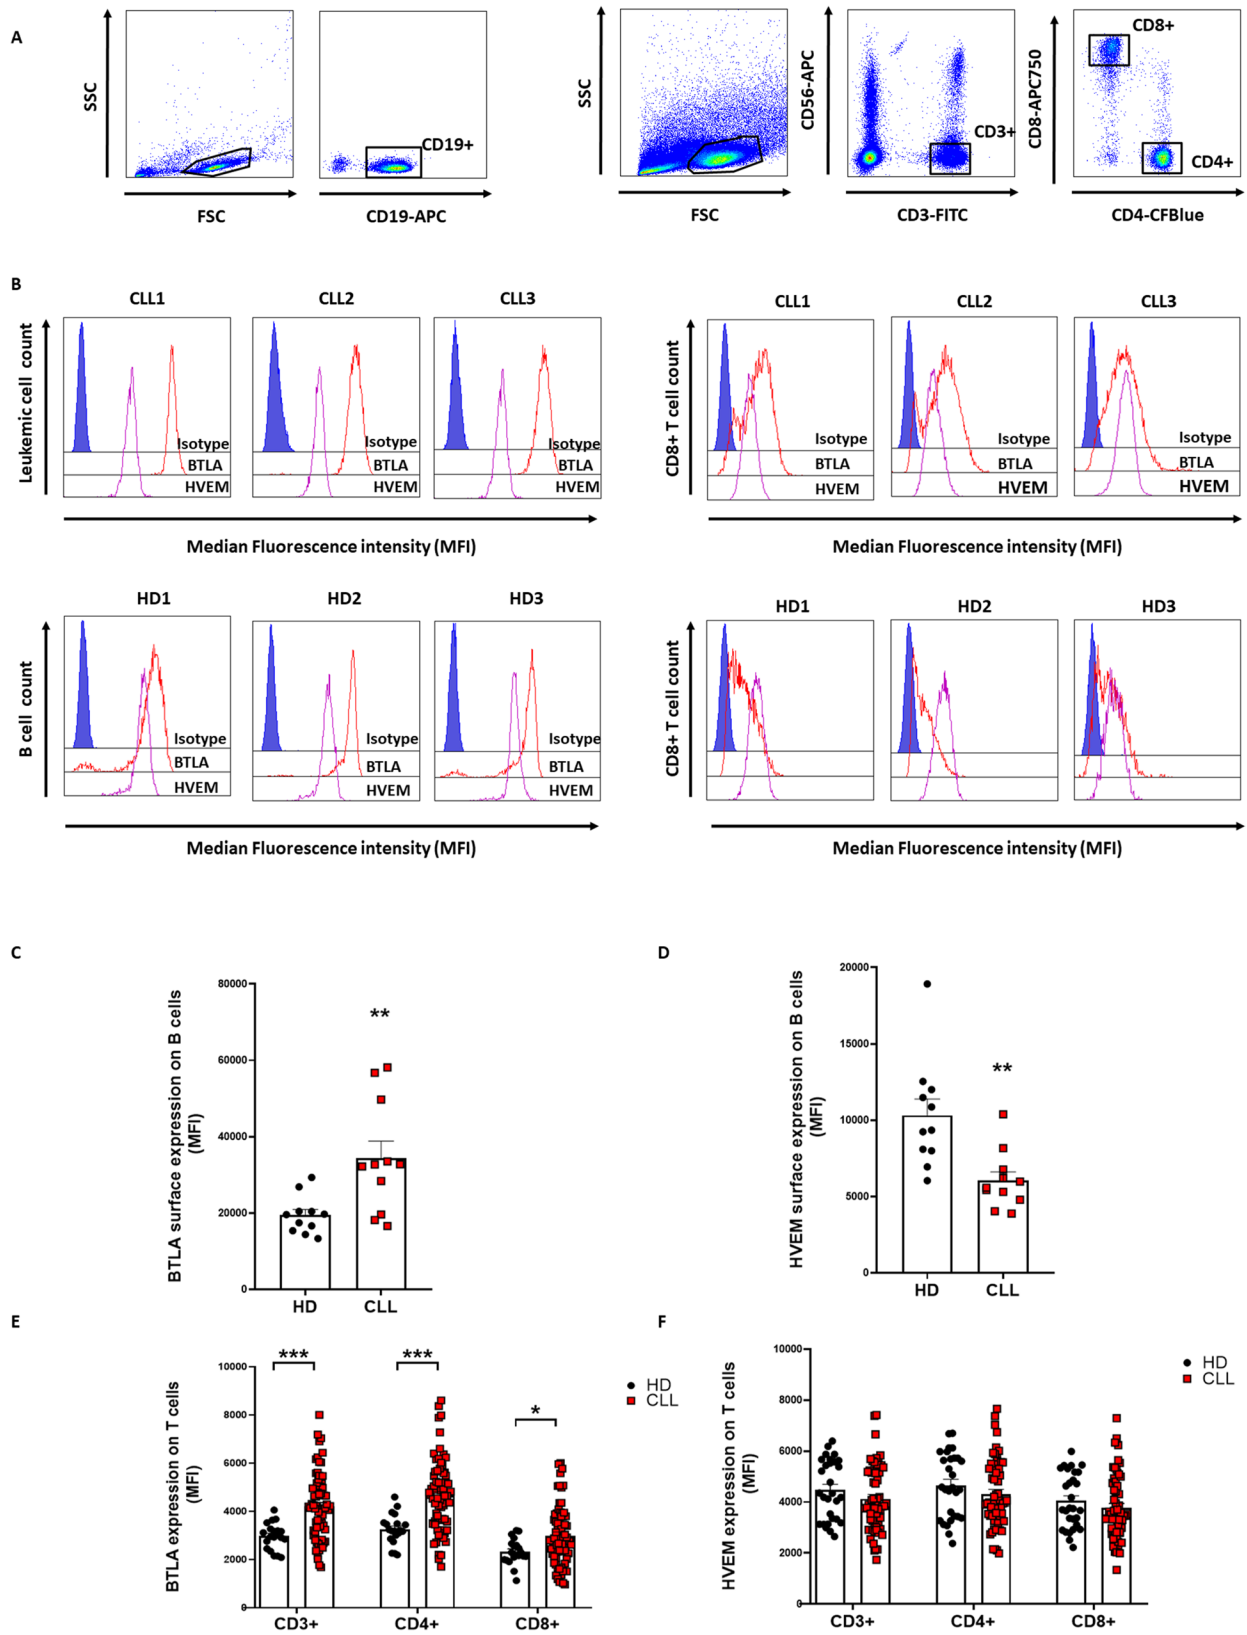 A
SSC
CD19+
FSC
CD19-APC
SSC
CD56-APC
CD3+
CD8-APC750
CD8+
CD4+
FSC
CD3-FITC
CD4-CFBlue
B
CLL1
CLL2
CLL3
Leukemic cell count
Isotype
BTLA
HVEM
Isotype
BTLA
HVEM
Isotype
BTLA
HVEM
Median Fluorescence intensity (MFI)
CLL1
CLL2
CLL3
CD8+ T cell count
Isotype
BTLA
HVEM
Isotype
BTLA
HVEM
Isotype
BTLA
HVEM
Median Fluorescence intensity (MFI)
HD1
HD2
HD3
B cell count
Isotype
BTLA
HVEM
Isotype
BTLA
HVEM
Isotype
BTLA
HVEM
Median Fluorescence intensity (MFI)
HD1
HD2
HD3
CD8+ T cell count
Median Fluorescence intensity (MFI)
C
BTLA surface expression on B cells
(MFI)
80000
60000
40000
20000
0
**
HD
CLL
D
HVEM surface expression on B cells
(MFI)
20000
15000
10000
5000
0
**
HD
CLL
E
BTLA expression on T cells
(MFI)
10000
8000
6000
4000
2000
0
***
***
*
HD
CLL
CD3+
CD4+
CD8+
F
HVEM expression on T cells
(MFI)
10000
8000
6000
4000
2000
0
HD
CLL
CD3+
CD4+
CD8+